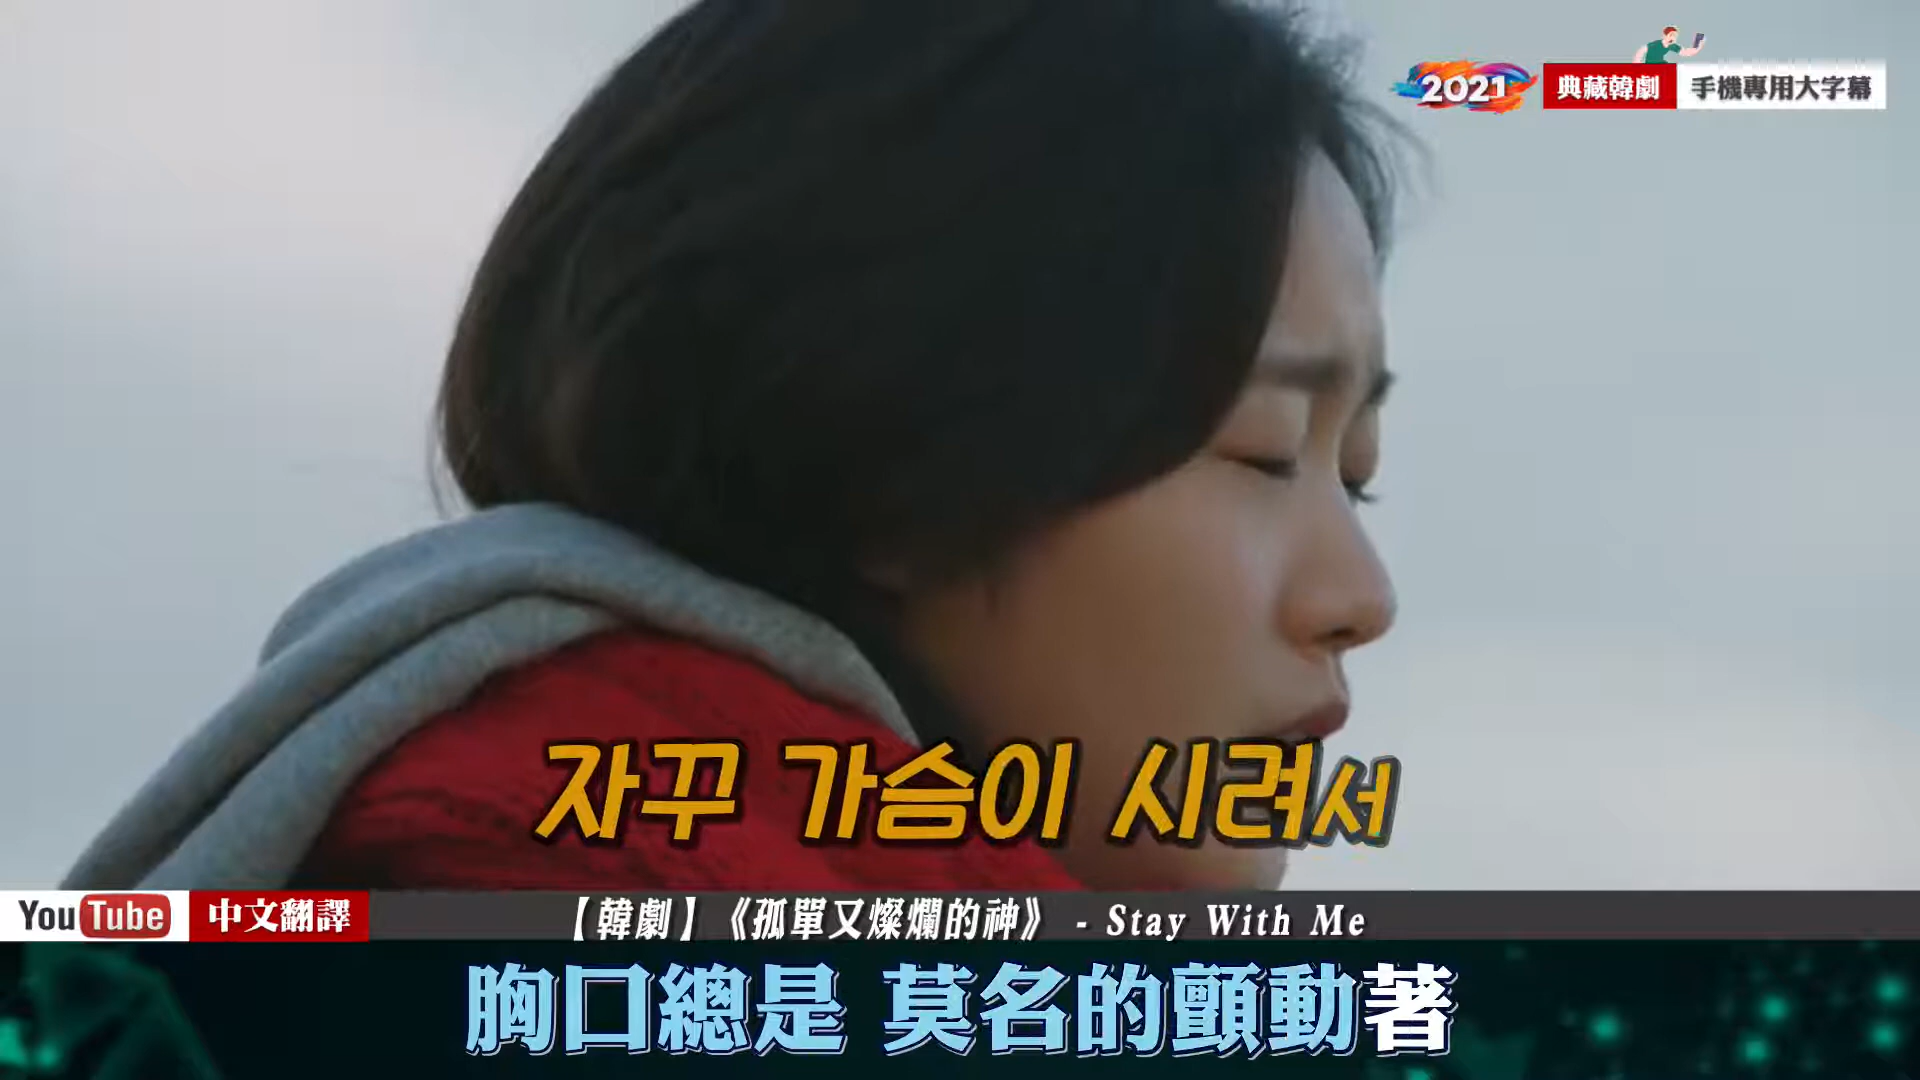 2021 典藏韓劇 手機專用大字幕
자꾸 가슴이 시려서
YouTube 中文翻譯 【韓劇】《孤單又燦爛的神》 - Stay With Me
胸口總是 莫名的顫動著